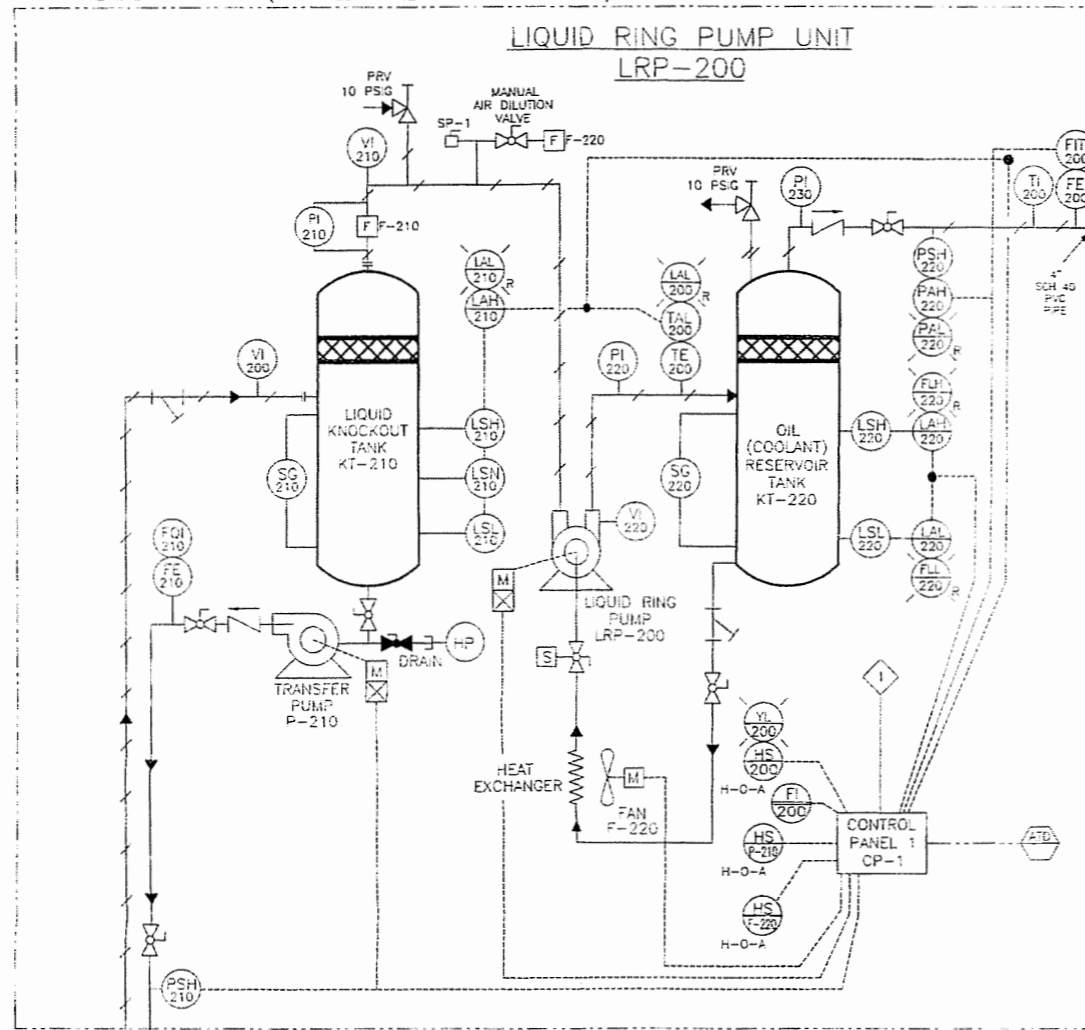 LIQUID RING PUMP UNIT
LRP-200
PRV
10 PSIG
SP-1
MANUAL
AIR DILUTION
VALVE
F
F-220
VI
210
PI
210
F
F-210
LAL
210
R
LAH
210
PRV
10 PSIG
PI
230
FIT
200
TI
200
FE
200
4"
SCH. 40
PVC
PIPE
LAL
200
R
TAL
200
TE
200
PI
220
PSH
220
PAH
220
PAL
220
R
VI
200
LIQUID
KNOCKOUT
TANK
KT-210
SG
210
LSH
210
LSN
210
LSL
210
OIL
(COOLANT)
RESERVOIR
TANK
KT-220
SG
220
LSH
220
FLH
220
R
LAH
220
LSL
220
LAL
220
FLL
220
R
VI
220
FQI
210
FE
210
M
LIQUID RING
PUMP
LRP-200
DRAIN
HP
TRANSFER
PUMP
P-210
M
S
HEAT
EXCHANGER
M
FAN
F-220
YL
200
HS
200
H-O-A
FI
200
HS
P-210
H-O-A
HS
F-220
H-O-A
I
CONTROL
PANEL 1
CP-1
ATD
PSH
210